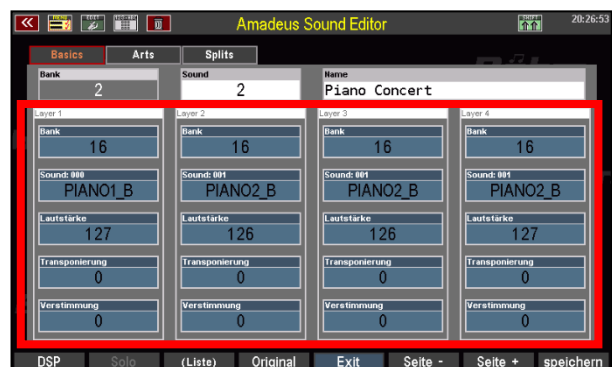 MENU EDIT SHIFT
Amadeus Sound Editor
20:26:53
Basics Arts Splits
Bank Sound Name
2 2 Piano Concert
Layer 1 Layer 2 Layer 3 Layer 4
Bank Bank Bank Bank
16 16 16 16
Sound: 000 Sound: 001 Sound: 001 Sound: 001
PIANO1_B PIANO2_B PIANO2_B PIANO2_B
Lautstärke Lautstärke Lautstärke Lautstärke
127 126 126 127
Transponierung Transponierung Transponierung Transponierung
0 0 0 0
Verstimmung Verstimmung Verstimmung Verstimmung
0 0 0 0
DSP Solo (Liste) Original Exit Seite - Seite + speichern